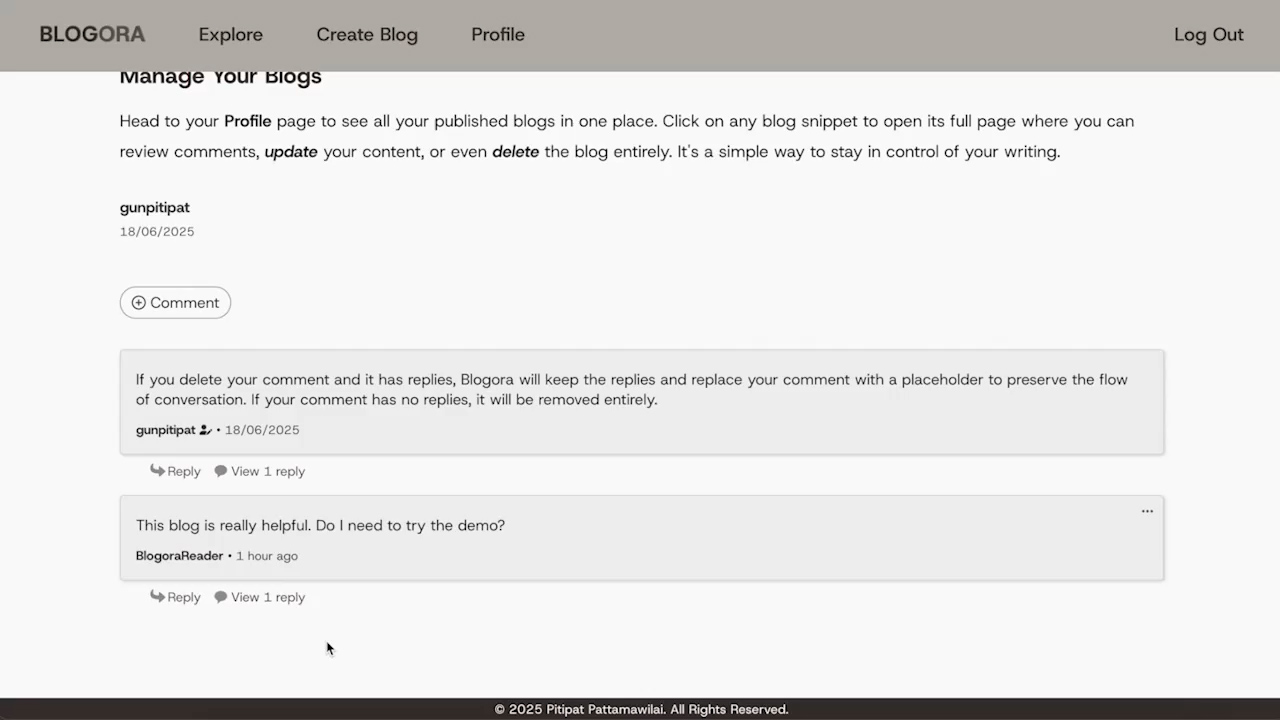 BLOGORA Explore Create Blog Profile Log Out
Manage Your Blogs
Head to your Profile page to see all your published blogs in one place. Click on any blog snippet to open its full page where you can
review comments, update your content, or even delete the blog entirely. It's a simple way to stay in control of your writing.
gunpitipat
18/06/2025
Comment
If you delete your comment and it has replies, Blogora will keep the replies and replace your comment with a placeholder to preserve the flow
of conversation. If your comment has no replies, it will be removed entirely.
gunpitipat • 18/06/2025
Reply View 1 reply
This blog is really helpful. Do I need to try the demo?
BlogoraReader • 1 hour ago
Reply View 1 reply
© 2025 Pitipat Pattamawilai. All Rights Reserved.